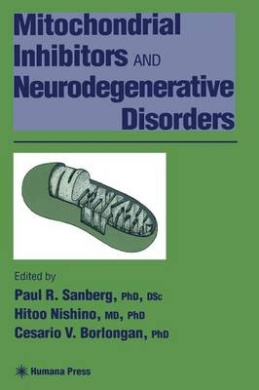 Mitochondrial
Inhibitors AND
Neurodegenerative
Disorders
Edited by
Paul R. Sanberg, PhD, DSc
Hitoo Nishino, MD, PhD
Cesario V. Borlongan, PhD
Humana Press